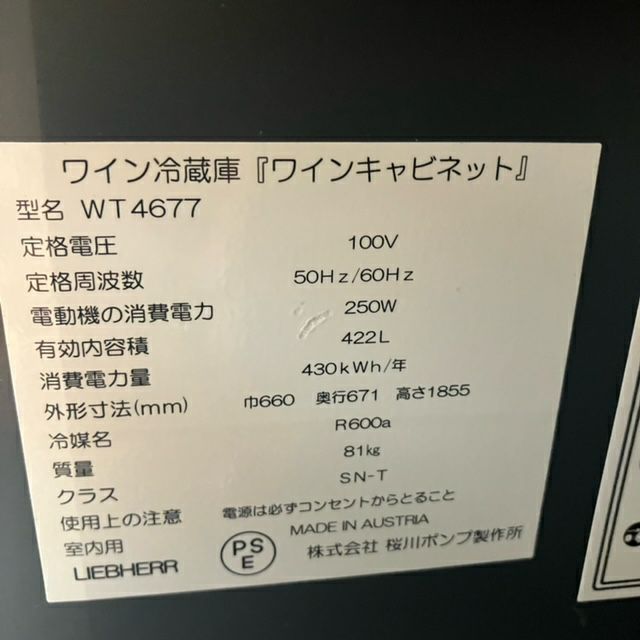 ワイン冷蔵庫『ワインキャビネット』
型名 WT4677
定格電圧 100V
定格周波数 50Hz/60Hz
電動機の消費電力 250W
有効内容積 422L
消費電力量 430kWh/年
外形寸法(mm) 巾660 奥行671 高さ1855
冷媒名 R600a
質量 81kg
クラス SN-T
使用上の注意 電源は必ずコンセントからとること
室内用 MADE IN AUSTRIA
LIEBHERR PSE 株式会社 桜川ポンプ製作所